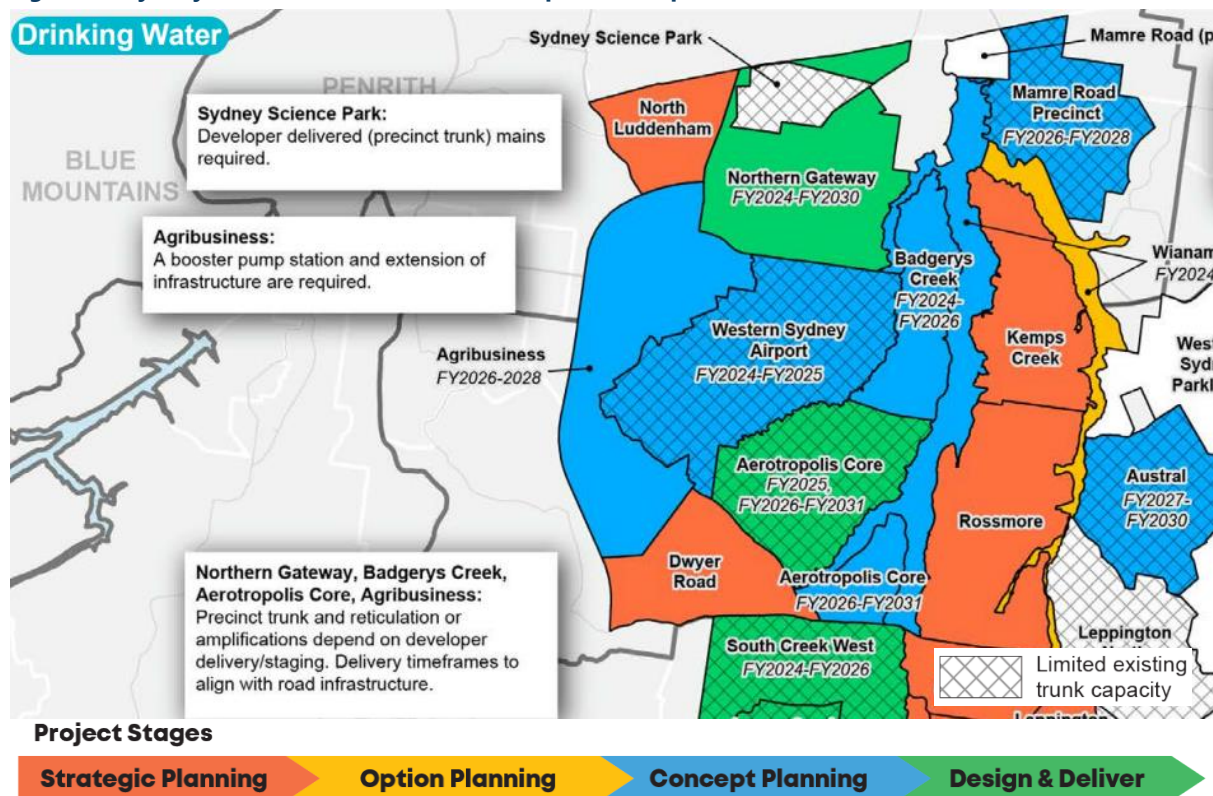 Drinking Water
Sydney Science Park
Mamre Road
PENRITH
BLUE
MOUNTAINS
Sydney Science Park:
Developer delivered (precinct trunk) mains
required.
Agribusiness:
A booster pump station and extension of
infrastructure are required.
North
Luddenham
Mamre Road
Precinct
FY2026-FY2028
Northern Gateway
FY2024-FY2030
Badgerys
Creek
FY2024-
FY2026
FY2024
Western Sydney
Airport
FY2024-FY2025
Agribusiness
FY2026-2028
Kemps
Creek
Aerotropolis Core
FY2025,
FY2026-FY2031
Austral
FY2027-
FY2030
Rossmore
Dwyer
Road
Aerotropolis Core
FY2026-FY2031
Northern Gateway, Badgerys Creek,
Aerotropolis Core, Agribusiness:
Precinct trunk and reticulation or
amplifications depend on developer
delivery/staging. Delivery timeframes to
align with road infrastructure.
South Creek West
FY2024-FY2026
Leppington
Limited existing
trunk capacity
Project Stages
Strategic Planning
Option Planning
Concept Planning
Design & Deliver